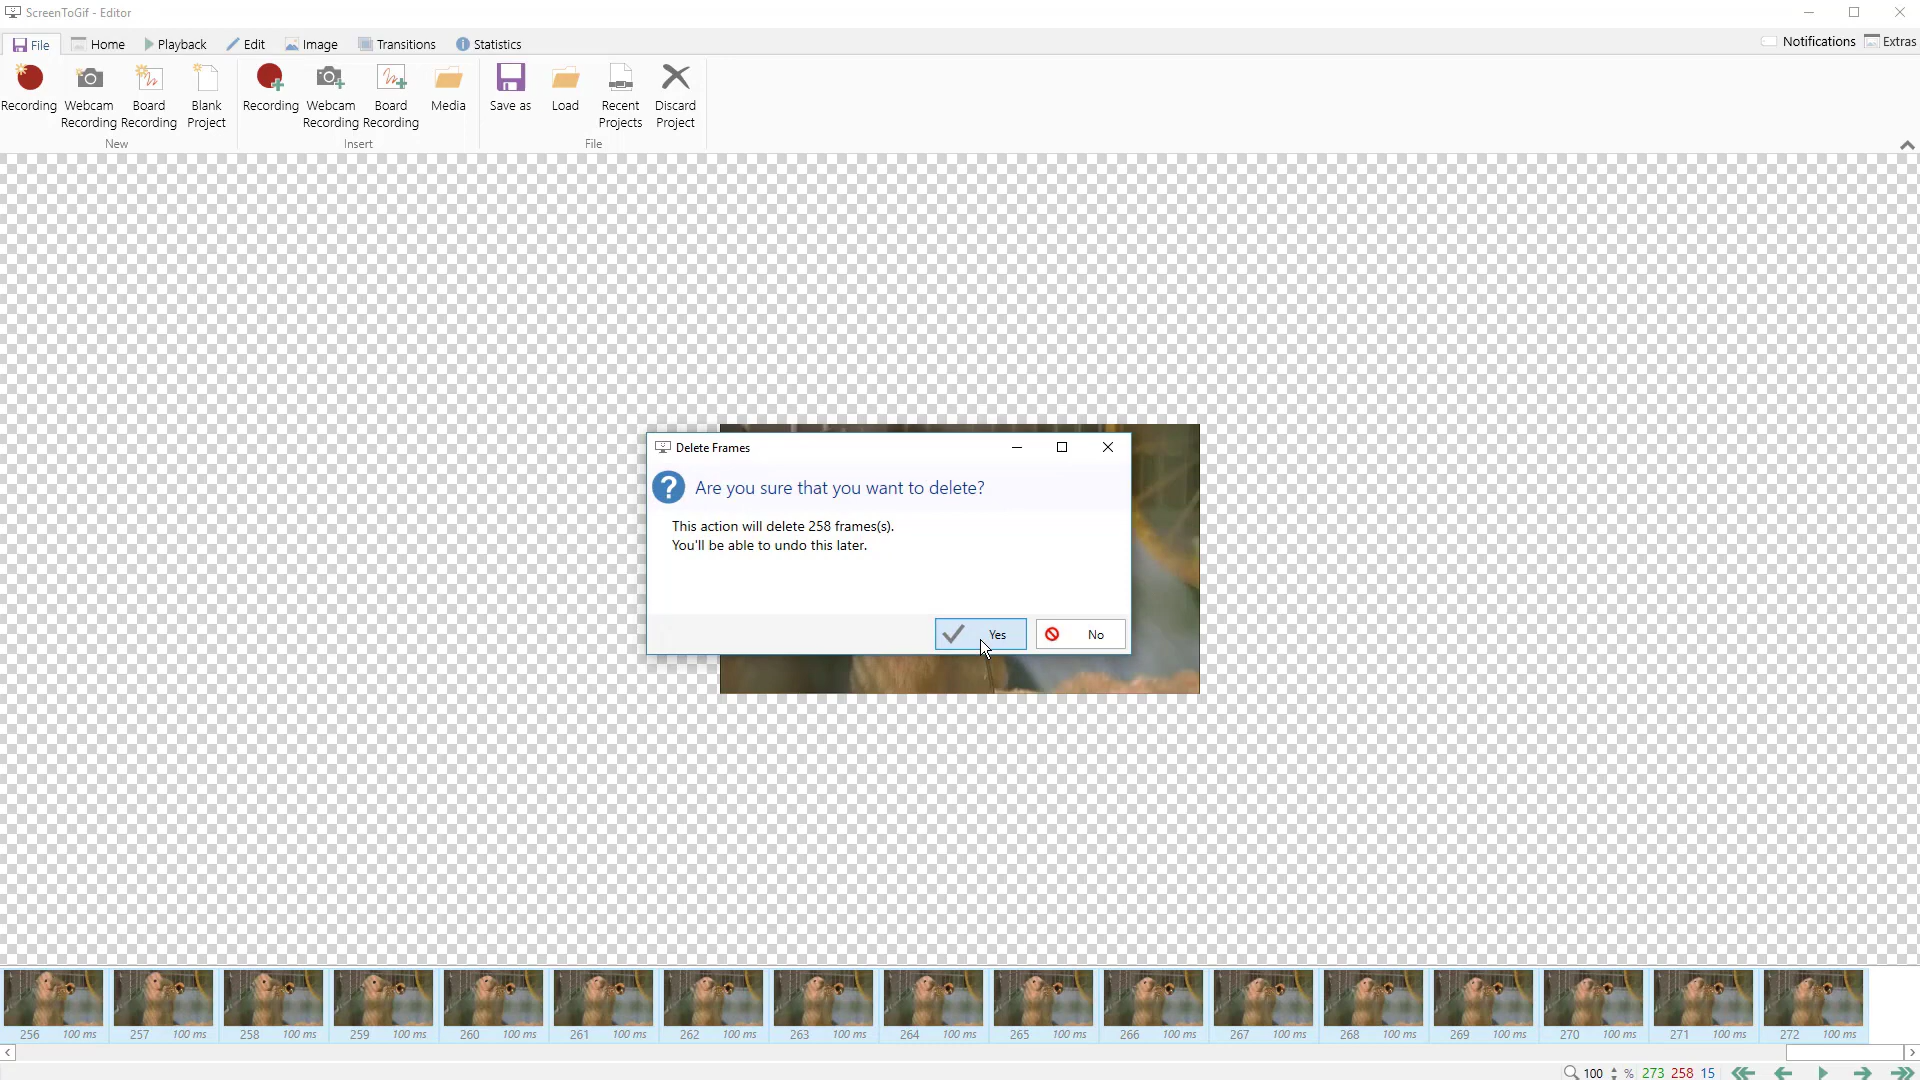 ScreenToGif - Editor
File Home Playback Edit Image Transitions Statistics Notifications Extras
Recording Webcam Recording Board Recording Blank Project Recording Webcam Recording Board Recording Media Save as Load Recent Projects Discard Project
New Insert File
Delete Frames
? Are you sure that you want to delete?
This action will delete 258 frames(s).
You'll be able to undo this later.
Yes No
256 100 ms 257 100 ms 258 100 ms 259 100 ms 260 100 ms 261 100 ms 262 100 ms 263 100 ms 264 100 ms 265 100 ms 266 100 ms 267 100 ms 268 100 ms 269 100 ms 270 100 ms 271 100 ms 272 100 ms
100 % 273 258 15